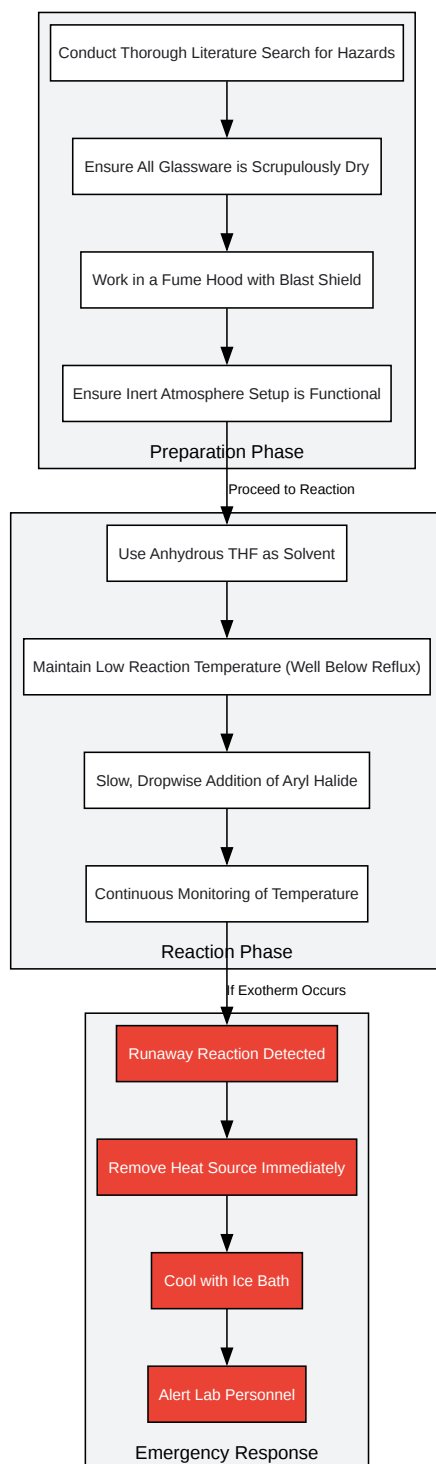 Conduct Thorough Literature Search for Hazards
Ensure All Glassware is Scrupulously Dry
Work in a Fume Hood with Blast Shield
Ensure Inert Atmosphere Setup is Functional
Preparation Phase
Proceed to Reaction
Use Anhydrous THF as Solvent
Maintain Low Reaction Temperature (Well Below Reflux)
Slow, Dropwise Addition of Aryl Halide
Continuous Monitoring of Temperature
Reaction Phase
If Exotherm Occurs
Runaway Reaction Detected
Remove Heat Source Immediately
Cool with Ice Bath
Alert Lab Personnel
Emergency Response